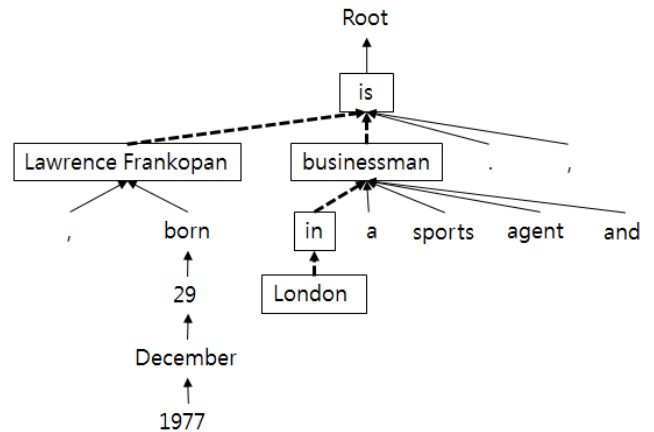 Root
is
Lawrence Frankopan businessman . ,
, born in a sports agent and
29 London
December
1977